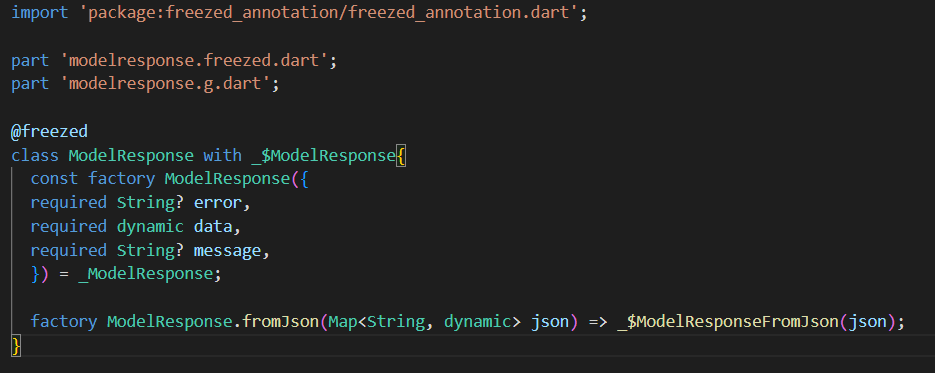 import 'package:freezed_annotation/freezed_annotation.dart';
part 'modelresponse.freezed.dart';
part 'modelresponse.g.dart';
@freezed
class ModelResponse with _$ModelResponse{
const factory ModelResponse({
required String? error,
required dynamic data,
required String? message,
}) = _ModelResponse;
factory ModelResponse.fromJson(Map<String, dynamic> json) => _$ModelResponseFromJson(json);
}